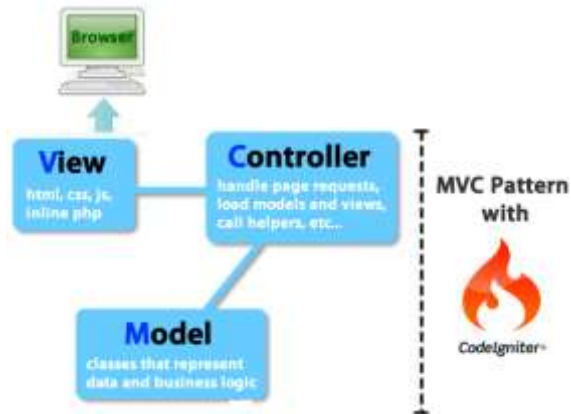 Browser
View
html, css, js,
inline php
Controller
handle page requests,
load models and views,
call helpers, etc...
MVC Pattern
with
CodeIgniter
Model
classes that represent
data and business logic